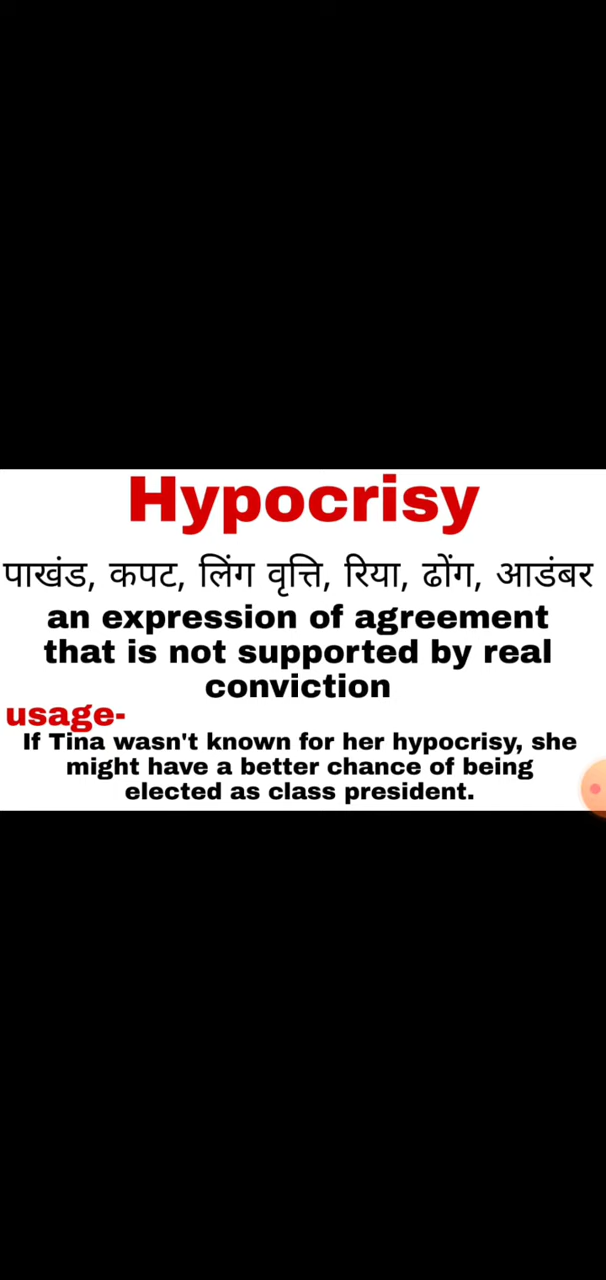 Hypocrisy
पाखंड, कपट, लिंग वृत्ति, रिया, ढोंग, आडंबर
an expression of agreement
that is not supported by real
conviction
usage-
If Tina wasn't known for her hypocrisy, she
might have a better chance of being
elected as class president.